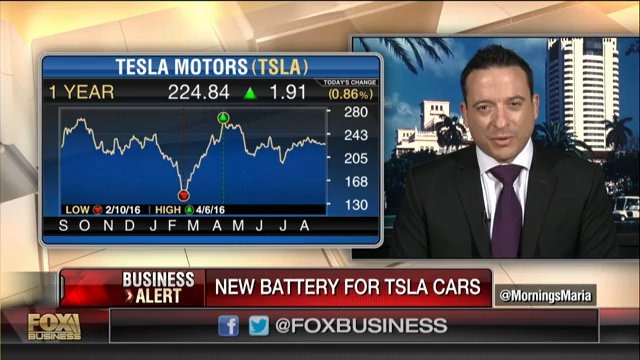 TESLA MOTORS (TSLA)
1 YEAR 224.84 1.91 TODAY'S CHANGE (0.86%)
280
243
205
168
130
LOW 2/10/16 HIGH 4/6/16
S O N D J F M A M J J A
BUSINESS ALERT
NEW BATTERY FOR TSLA CARS
@MorningsMaria
FOX BUSINESS
@FOXBUSINESS